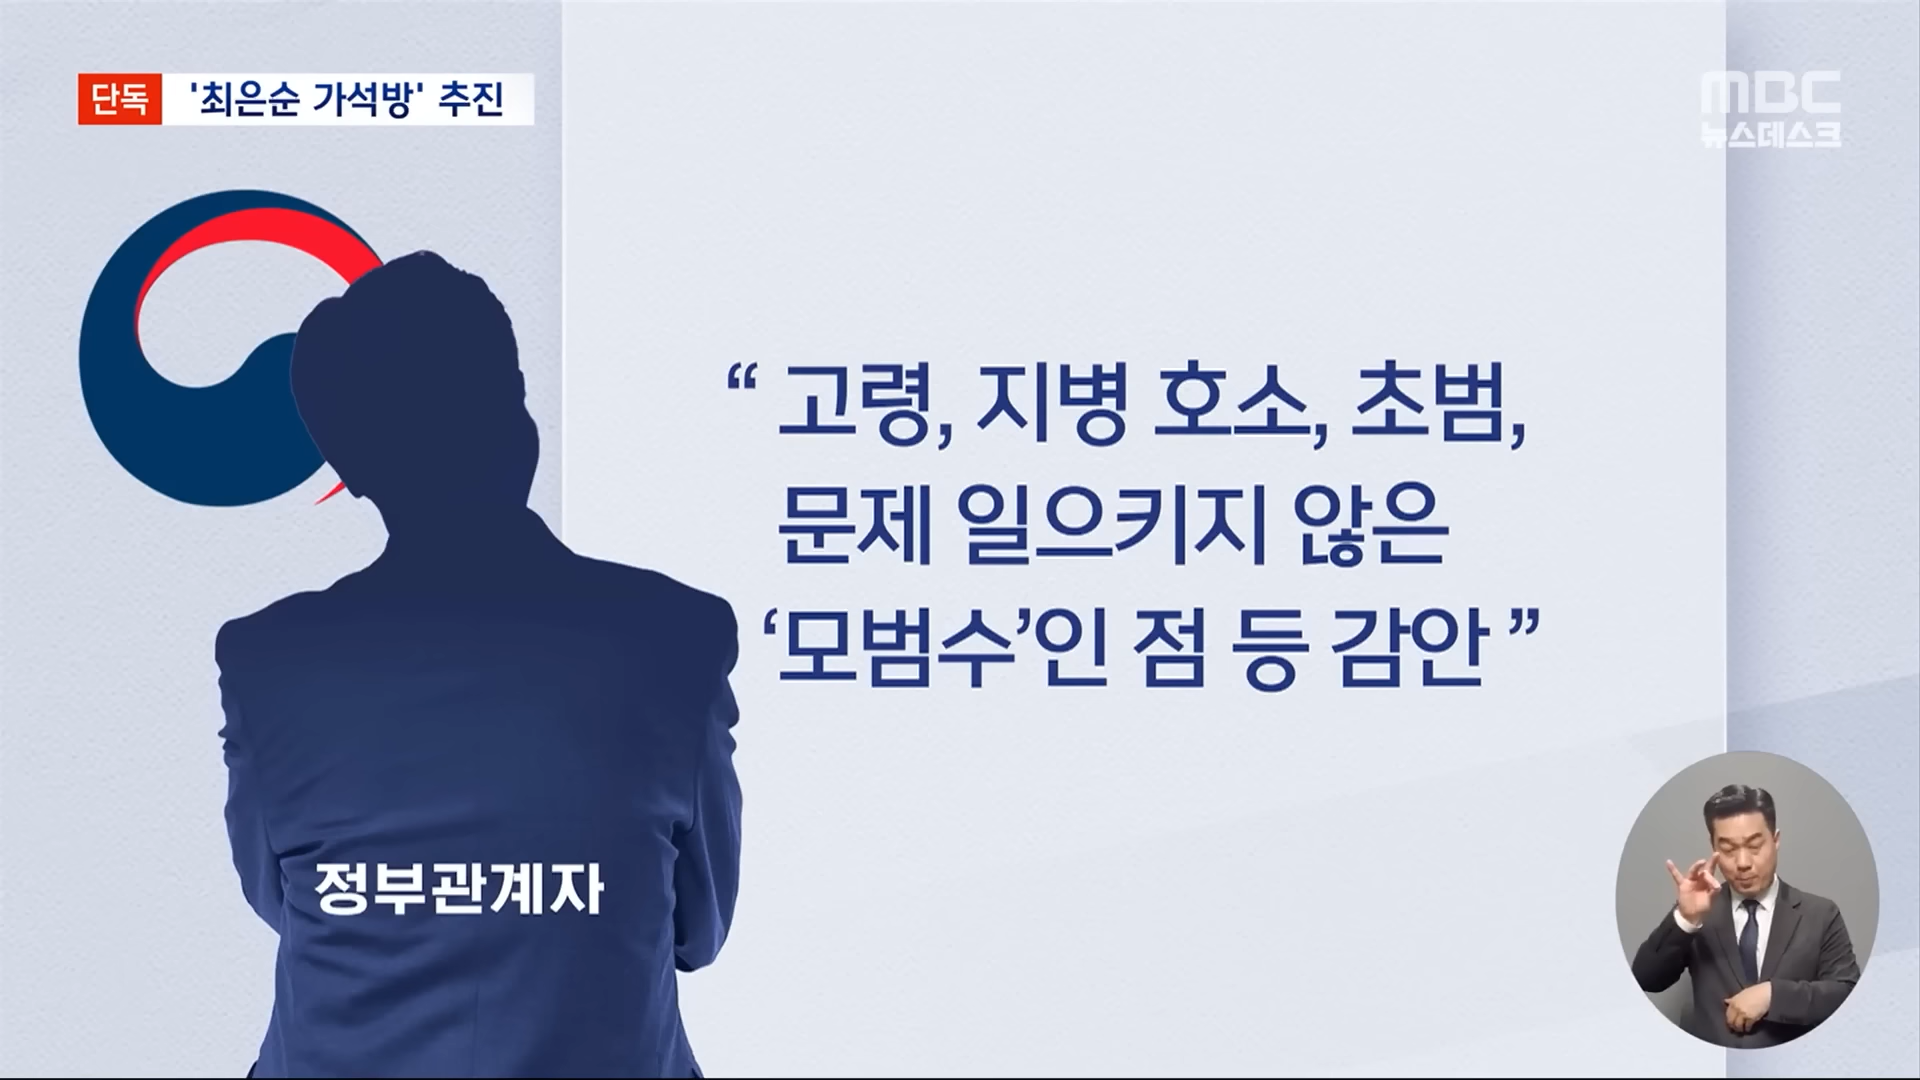 단독 '최은순 가석방' 추진
MBC
뉴스데스크
“ 고령, 지병 호소, 초범,
문제 일으키지 않은
‘모범수’인 점 등 감안 ”
정부관계자